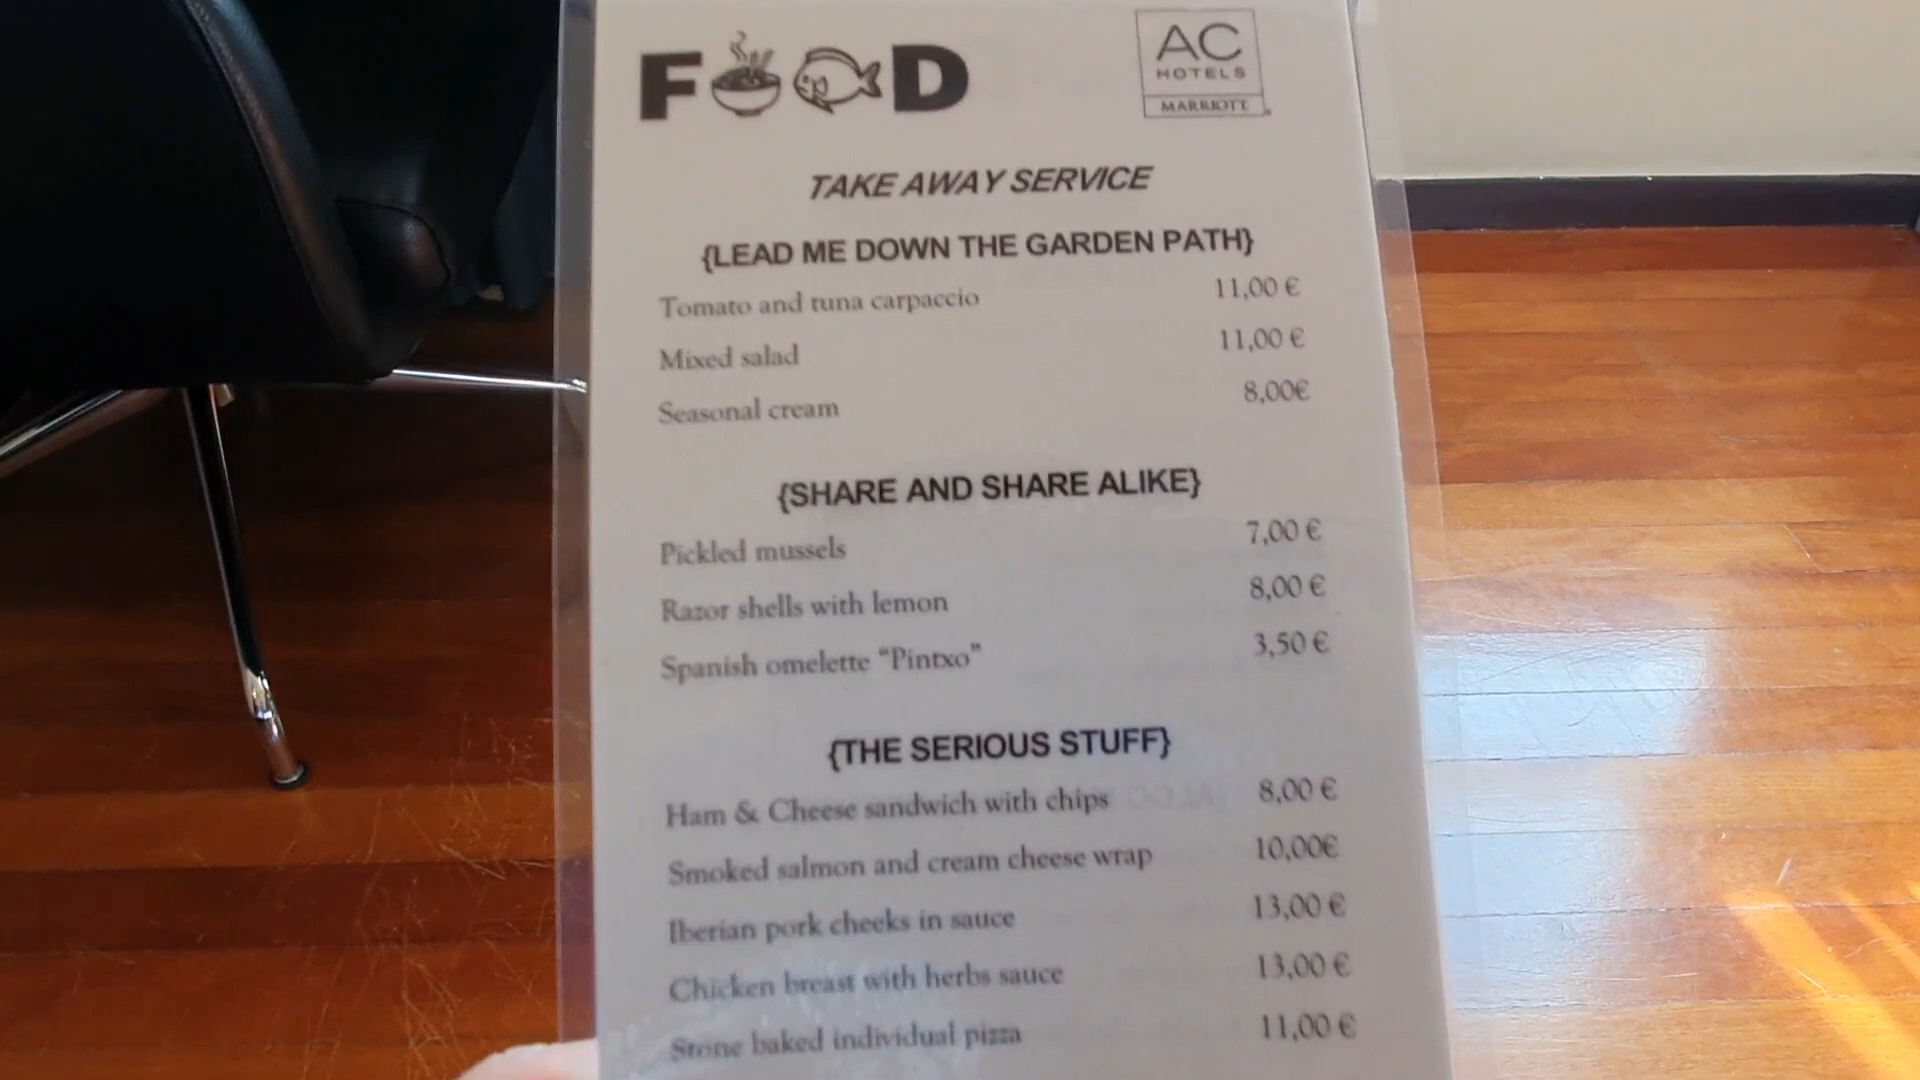 FOOD
AC
HOTELS
MARRIOTT
TAKE AWAY SERVICE
{LEAD ME DOWN THE GARDEN PATH}
Tomato and tuna carpaccio 11,00 €
Mixed salad 11,00 €
Seasonal cream 8,00€
{SHARE AND SHARE ALIKE}
Pickled mussels 7,00 €
Razor shells with lemon 8,00 €
Spanish omelette “Pintxo” 3,50 €
{THE SERIOUS STUFF}
Ham & Cheese sandwich with chips 8,00 €
Smoked salmon and cream cheese wrap 10,00€
Iberian pork cheeks in sauce 13,00 €
Chicken breast with herbs sauce 13,00 €
Stone baked individual pizza 11,00 €